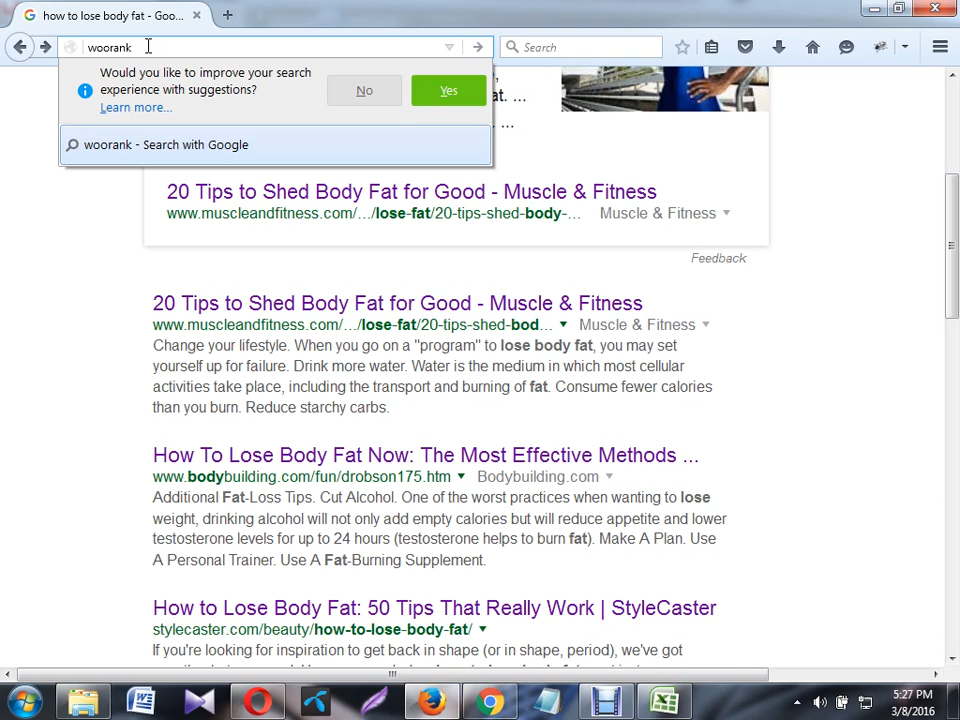 how to lose body fat - Goo...
woorank
Search
Would you like to improve your search
experience with suggestions?
Learn more...
No
Yes
woorank - Search with Google
at. ...
...
20 Tips to Shed Body Fat for Good - Muscle & Fitness
www.muscleandfitness.com/.../lose-fat/20-tips-shed-body-... Muscle & Fitness
Feedback
20 Tips to Shed Body Fat for Good - Muscle & Fitness
www.muscleandfitness.com/.../lose-fat/20-tips-shed-bod... Muscle & Fitness
Change your lifestyle. When you go on a "program" to lose body fat, you may set
yourself up for failure. Drink more water. Water is the medium in which most cellular
activities take place, including the transport and burning of fat. Consume fewer calories
than you burn. Reduce starchy carbs.
How To Lose Body Fat Now: The Most Effective Methods ...
www.bodybuilding.com/fun/drobson175.htm Bodybuilding.com
Additional Fat-Loss Tips. Cut Alcohol. One of the worst practices when wanting to lose
weight, drinking alcohol will not only add empty calories but will reduce appetite and lower
testosterone levels for up to 24 hours (testosterone helps to burn fat). Make A Plan. Use
A Personal Trainer. Use A Fat-Burning Supplement.
How to Lose Body Fat: 50 Tips That Really Work | StyleCaster
stylecaster.com/beauty/how-to-lose-body-fat/
If you're looking for inspiration to get back in shape (or in shape, period), we've got
5:27 PM
3/8/2016